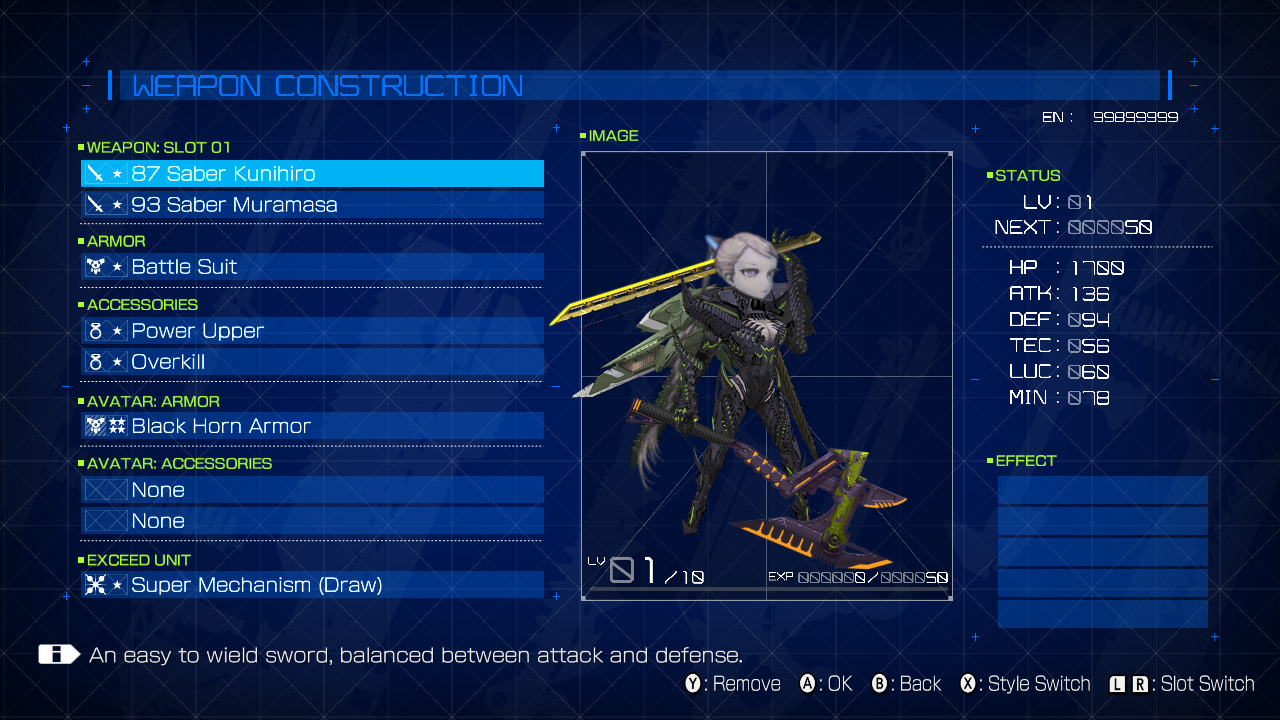 WEAPON CONSTRUCTION
EN : 99899999
WEAPON: SLOT 01
87 Saber Kunihiro
93 Saber Muramasa
ARMOR
Battle Suit
ACCESSORIES
Power Upper
Overkill
AVATAR: ARMOR
Black Horn Armor
AVATAR: ACCESSORIES
None
None
EXCEED UNIT
Super Mechanism (Draw)
IMAGE
LV 01/10
EXP 000000/000050
STATUS
LV : 01
NEXT : 000050
HP : 1700
ATK : 136
DEF : 094
TEC : 056
LUC : 060
MIN : 078
EFFECT
An easy to wield sword, balanced between attack and defense.
Y : Remove A : OK B : Back X : Style Switch L R : Slot Switch